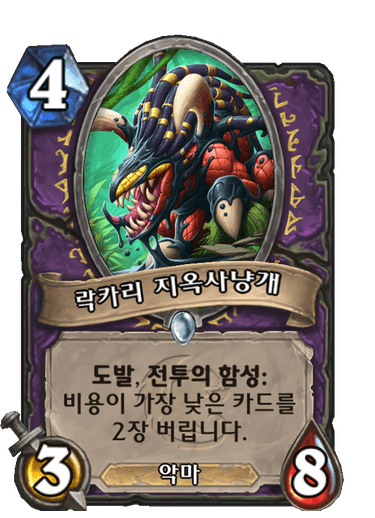 4
락카리 지옥사냥개
도발, 전투의 함성:
비용이 가장 낮은 카드를
2장 버립니다.
3
악마
8